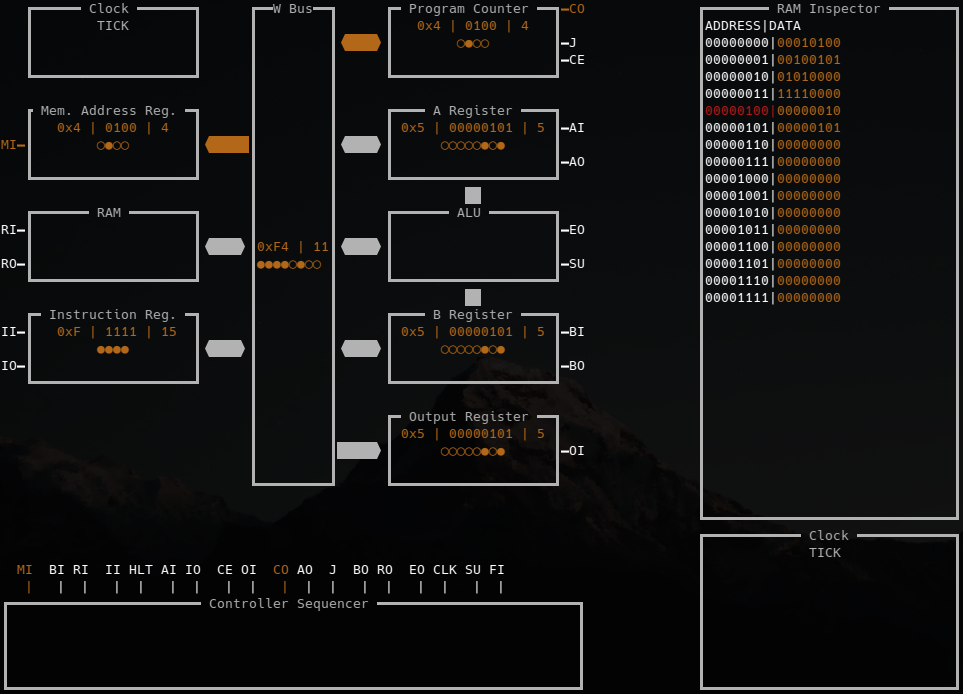 Clock
TICK
W Bus
0xF4 | 11
●●●●○●○○
Program Counter
0x4 | 0100 | 4
○●○○
CO
J
CE
Mem. Address Reg.
0x4 | 0100 | 4
○●○○
MI
A Register
0x5 | 00000101 | 5
○○○○○●○●
AI
AO
RAM
RI
RO
ALU
EO
SU
Instruction Reg.
0xF | 1111 | 15
●●●●
II
IO
B Register
0x5 | 00000101 | 5
○○○○○●○●
BI
BO
Output Register
0x5 | 00000101 | 5
○○○○○●○●
OI
MI BI RI II HLT AI IO CE OI CO AO J BO RO EO CLK SU FI
Controller Sequencer
RAM Inspector
ADDRESS|DATA
00000000|00010100
00000001|00100101
00000010|01010000
00000011|11110000
00000100|00000010
00000101|00000101
00000110|00000000
00000111|00000000
00001000|00000000
00001001|00000000
00001010|00000000
00001011|00000000
00001100|00000000
00001101|00000000
00001110|00000000
00001111|00000000
Clock
TICK